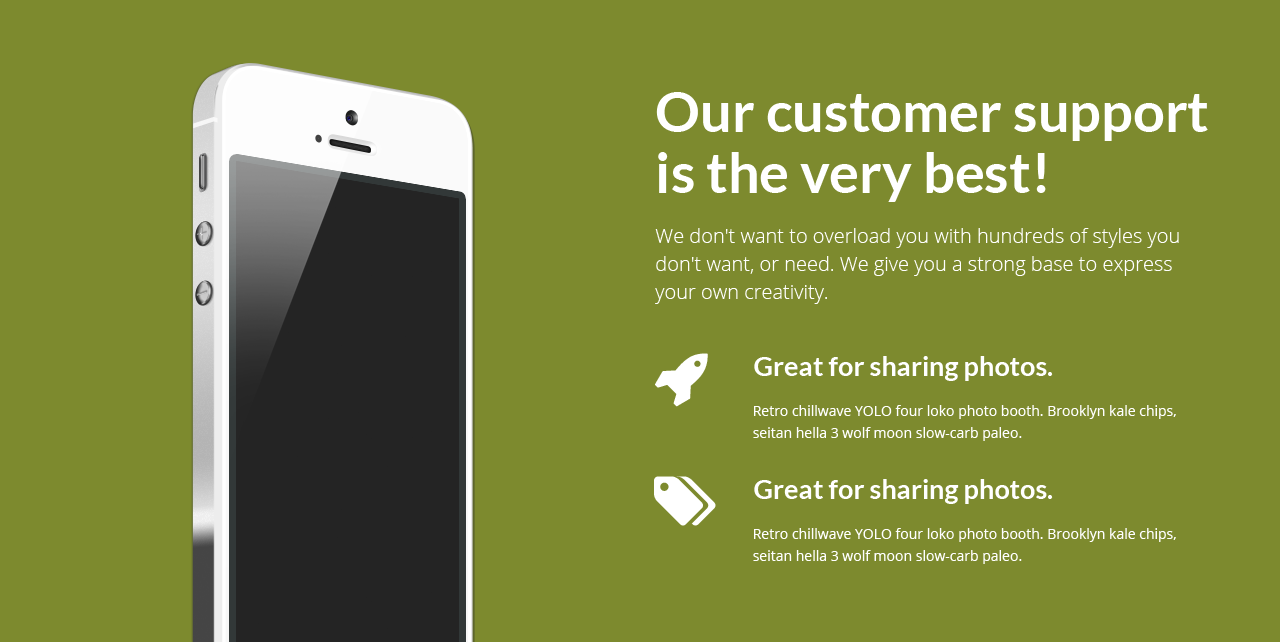 Our customer support
is the very best!
We don't want to overload you with hundreds of styles you
don't want, or need. We give you a strong base to express
your own creativity.
Great for sharing photos.
Retro chillwave YOLO four loko photo booth. Brooklyn kale chips,
seitan hella 3 wolf moon slow-carb paleo.
Great for sharing photos.
Retro chillwave YOLO four loko photo booth. Brooklyn kale chips,
seitan hella 3 wolf moon slow-carb paleo.